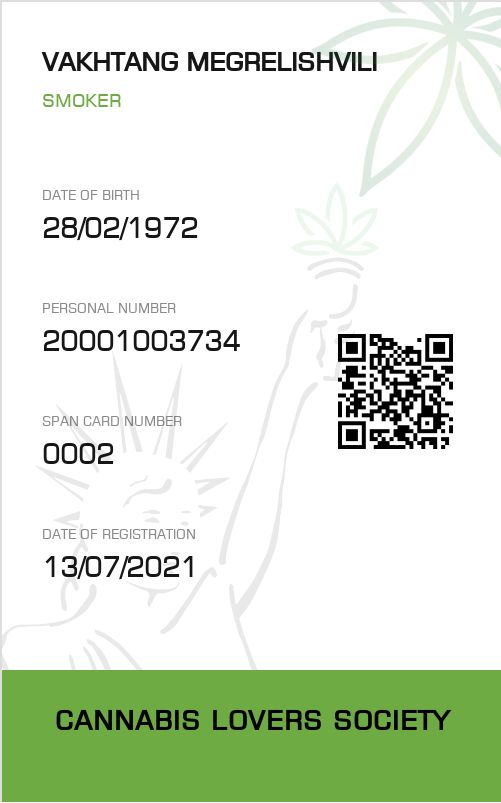 VAKHTANG MEGRELISHVILI
SMOKER
DATE OF BIRTH
28/02/1972
PERSONAL NUMBER
20001003734
SPAN CARD NUMBER
0002
DATE OF REGISTRATION
13/07/2021
CANNABIS LOVERS SOCIETY